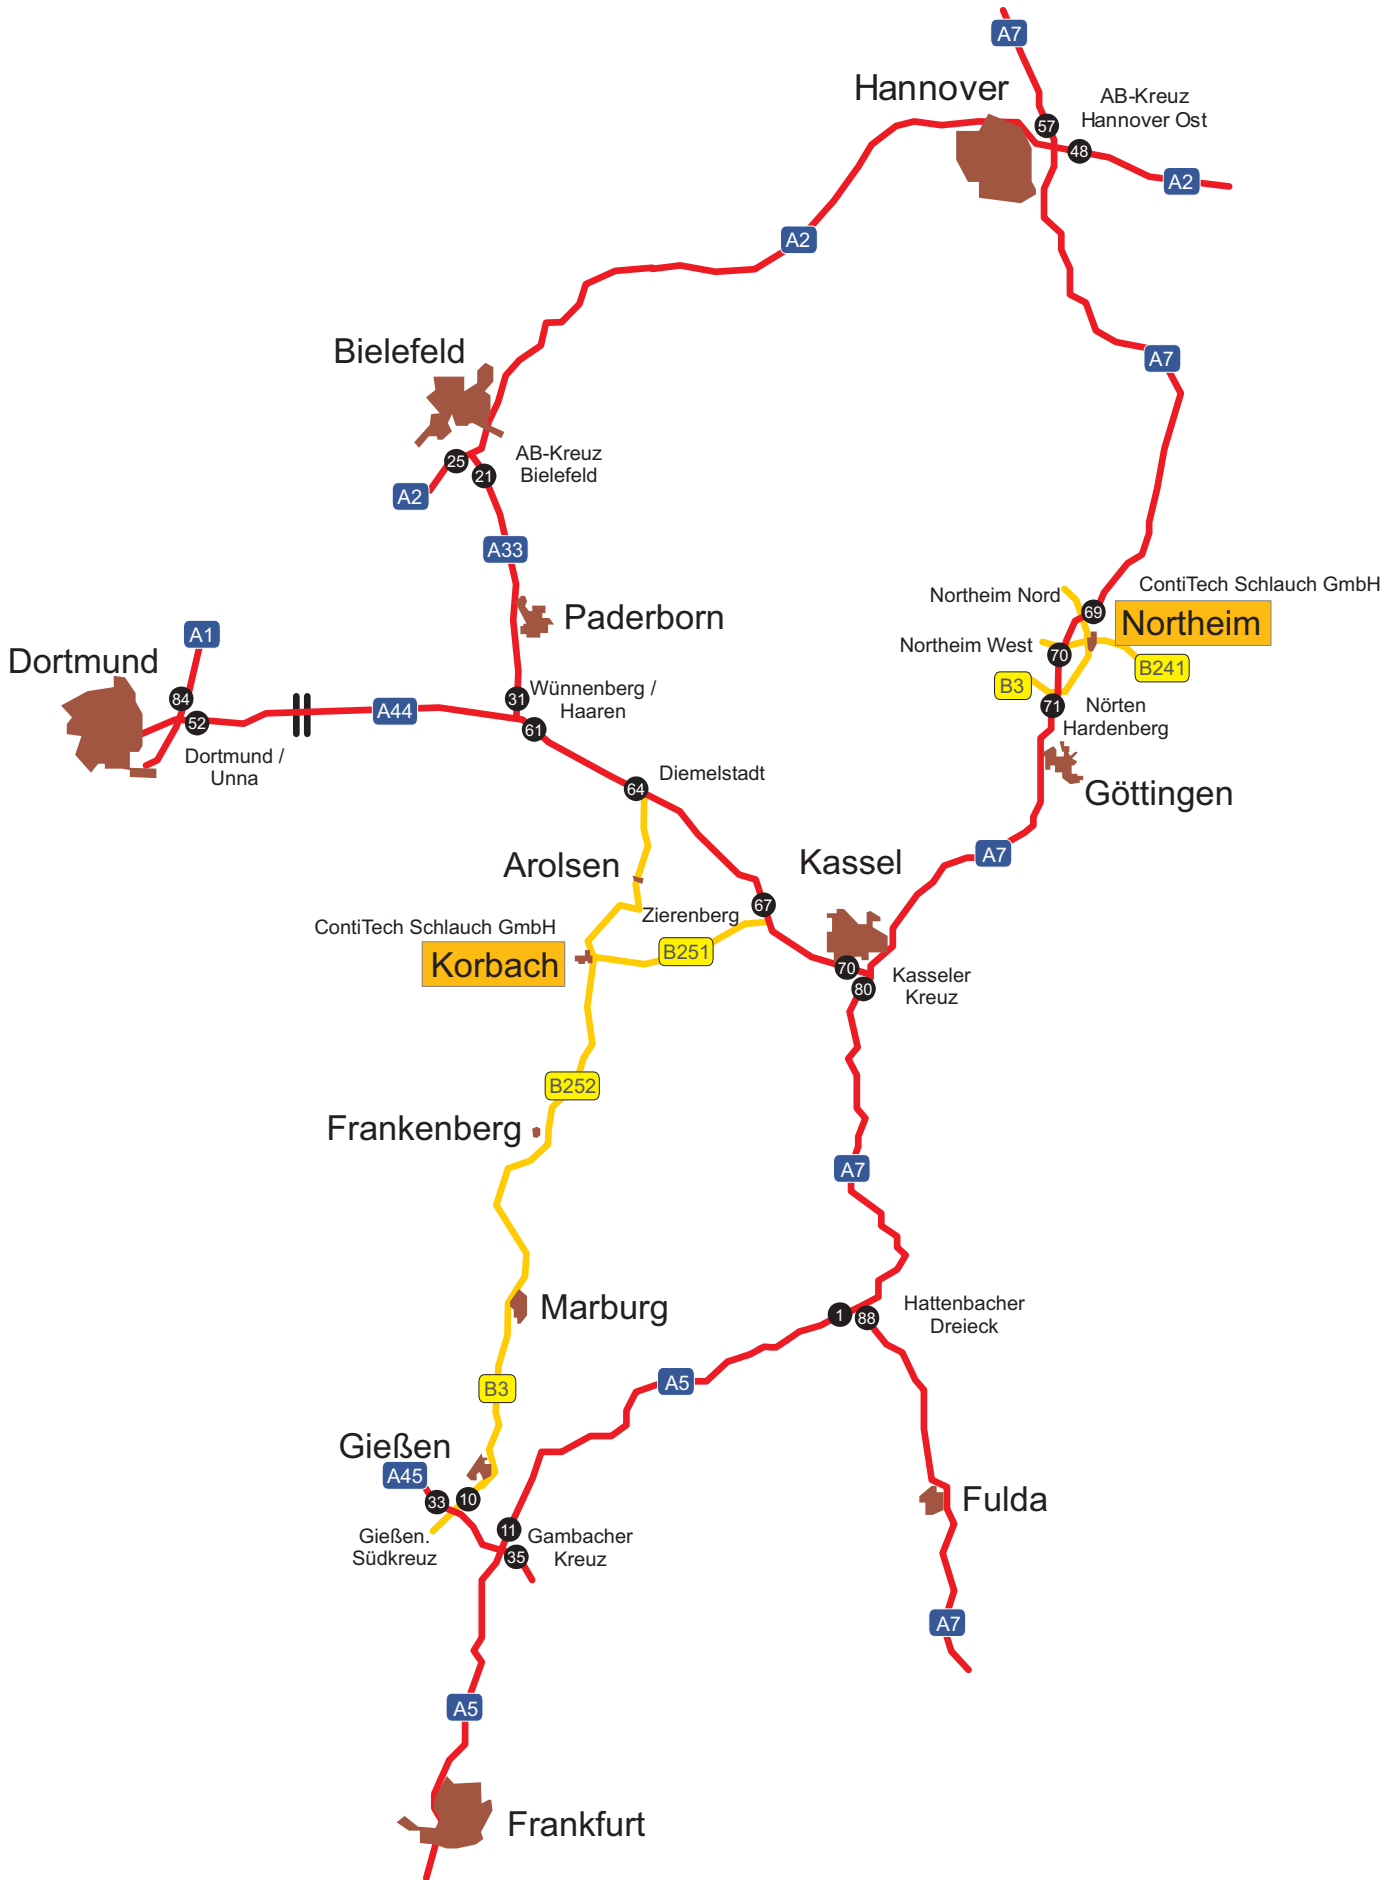 A7
Hannover
AB-Kreuz
Hannover Ost
57
48
A2
A2
Bielefeld
A7
AB-Kreuz
Bielefeld
25
21
A2
A33
ContiTech Schlauch GmbH
Northeim Nord
69
Northeim
Paderborn
A1
Northeim West
70
B241
Dortmund
B3
84
52
31
Wünnenberg /
Haaren
A44
61
71
Nörten
Hardenberg
Dortmund /
Unna
Diemelstadt
64
Göttingen
A7
Arolsen
Kassel
67
Zierenberg
ContiTech Schlauch GmbH
Korbach
B251
70
80
Kasseler
Kreuz
B252
Frankenberg
A7
Marburg
Hattenbacher
Dreieck
1
88
A5
B3
Gießen
A45
33
10
Fulda
11
Gießen.
Südkreuz
Gambacher
Kreuz
35
A7
A5
Frankfurt